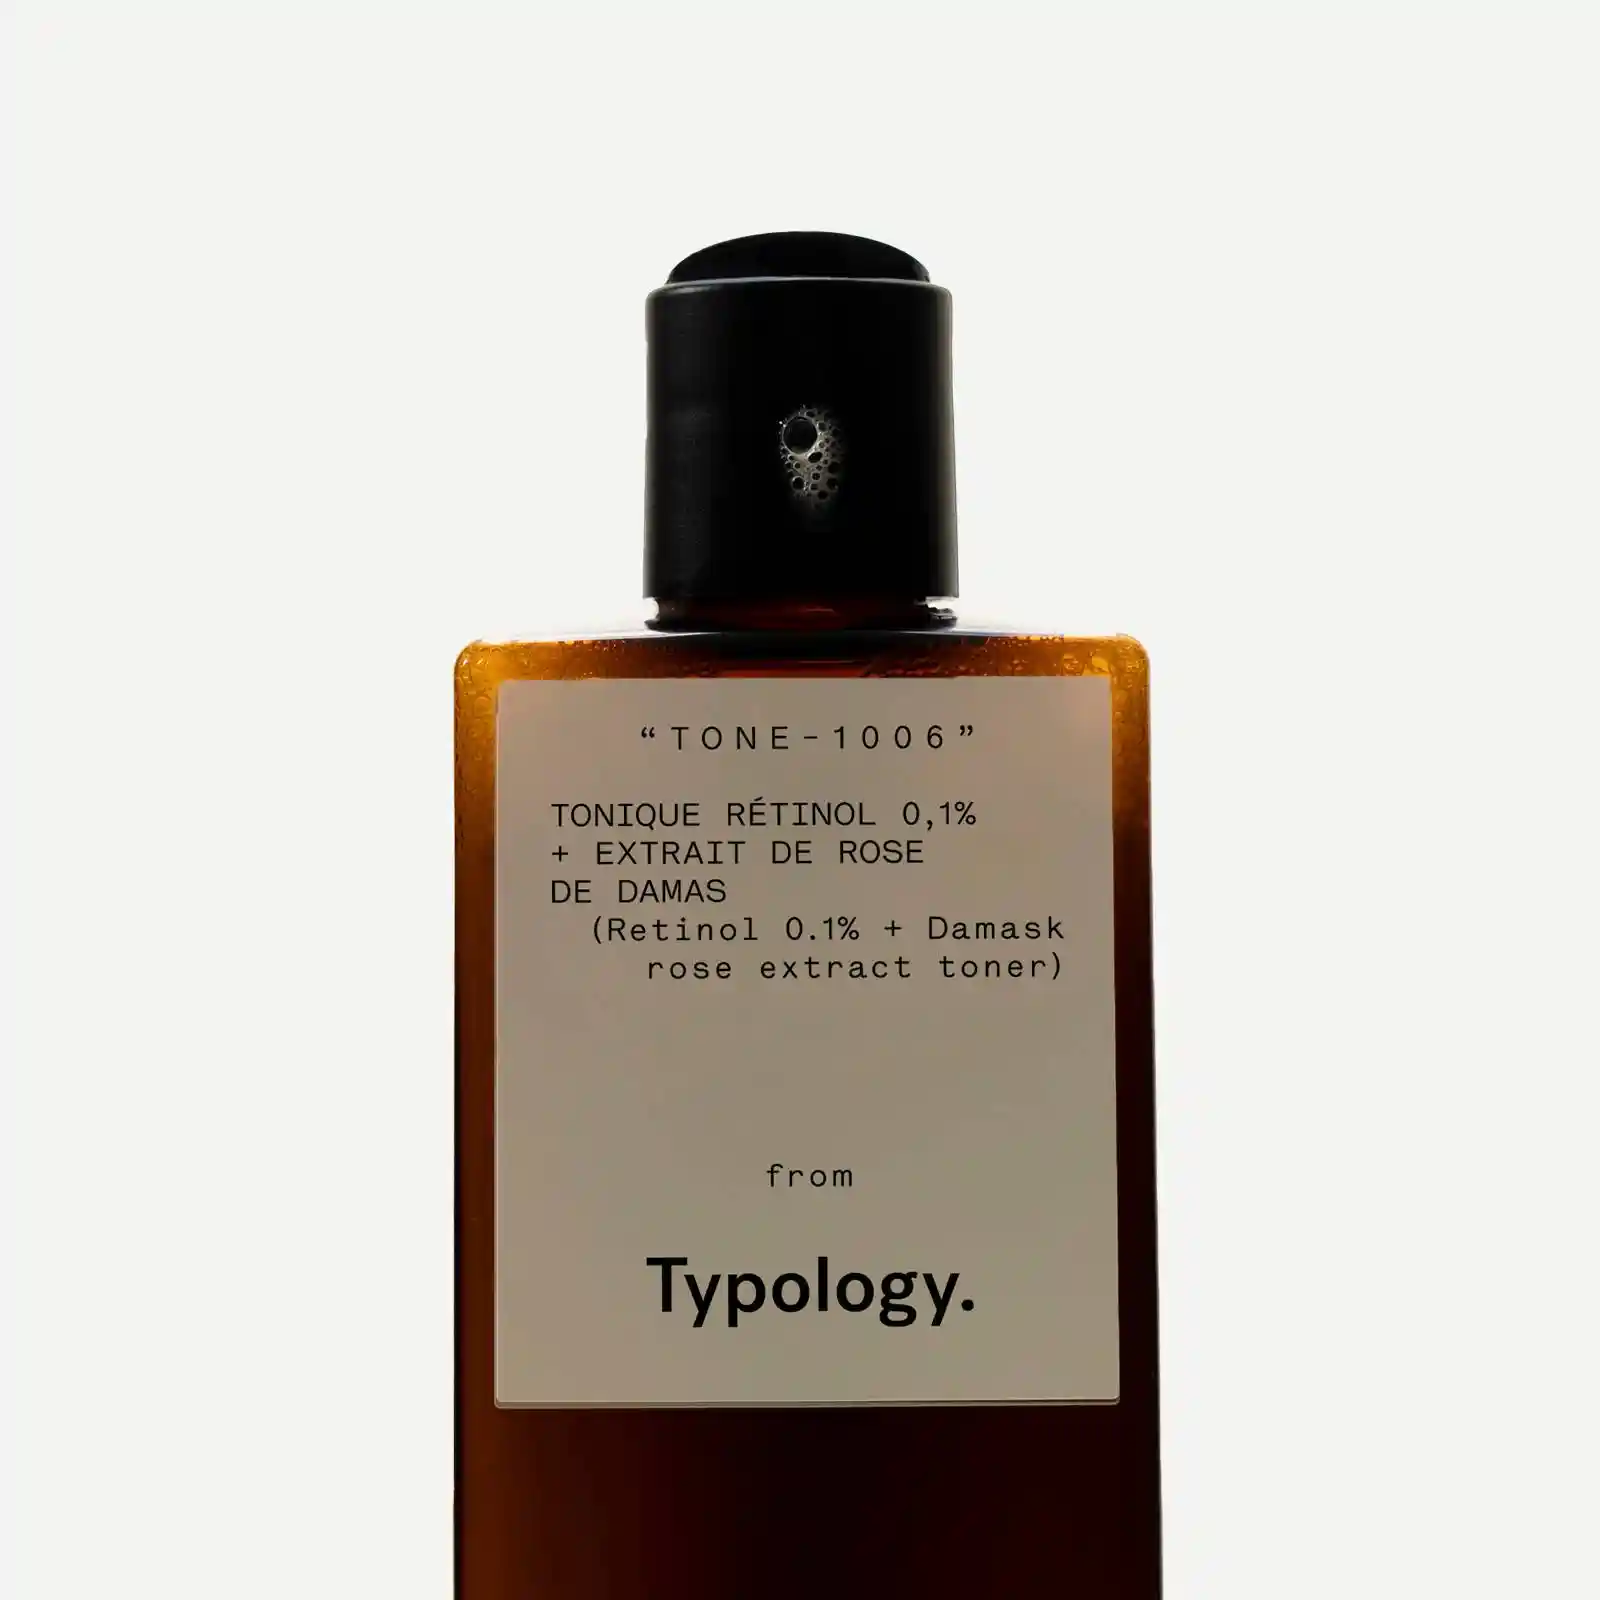 “TONE-1006”
TONIQUE RÉTINOL 0,1%
+ EXTRAIT DE ROSE
DE DAMAS
(Retinol 0.1% + Damask
rose extract toner)
from
Typology.